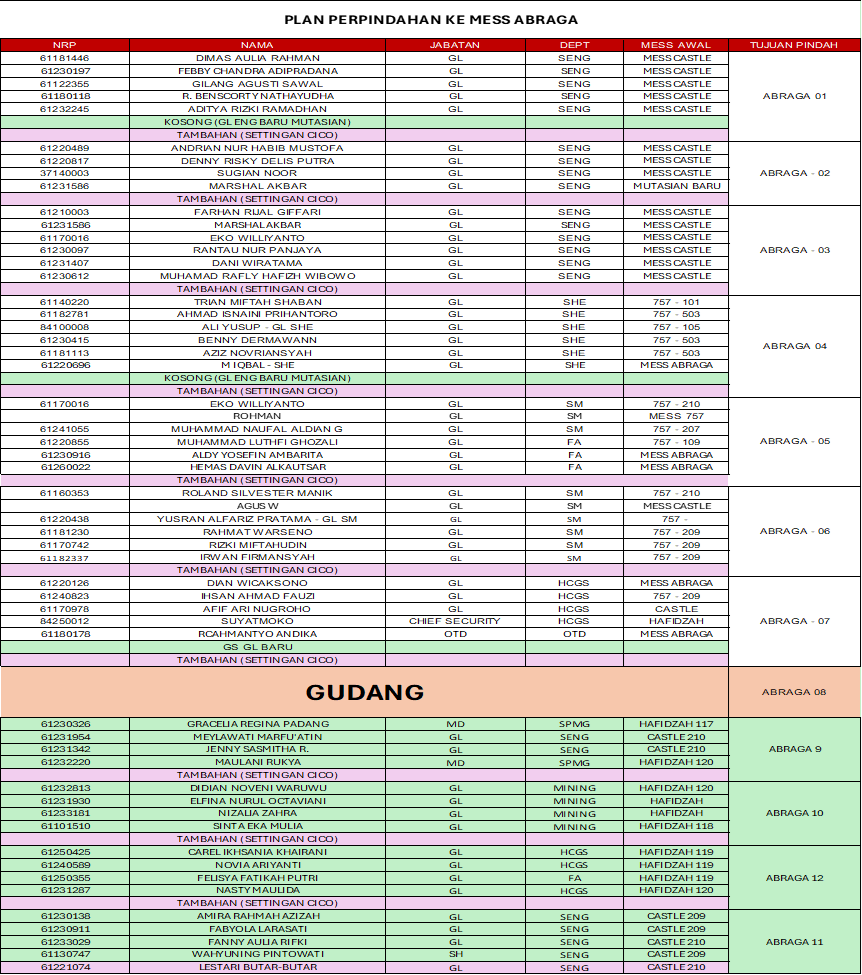 PLAN PERPINDAHAN KE MESS ABRAGA
NRP NAMA JABATAN DEPT MESS AWAL TUJUAN PINDAH
61181446 DIMAS AULIA RAHMAN GL SENG MESS CASTLE
61230197 FEBBY CHANDRA ADIPRADANA GL SENG MESS CASTLE
61122355 GILANG AGUSTI SAWAL GL SENG MESS CASTLE
61180118 R. BENSCORTY NATHAYUDHA GL SENG MESS CASTLE ABRAGA 01
61232245 ADITYA RIZKI RAMADHAN GL SENG MESS CASTLE
KOSONG (GL ENG BARU MUTASIAN)
TAMBAHAN (SETTINGAN CICO)
61220489 ANDRIAN NUR HABIB MUSTOFA GL SENG MESS CASTLE
61220817 DENNY RISKY DELIS PUTRA GL SENG MESS CASTLE
37140003 SUGIAN NOOR GL SENG MESS CASTLE ABRAGA - 02
61231586 MARSHAL AKBAR GL SENG MUTASIAN BARU
TAMBAHAN (SETTINGAN CICO)
61210003 FARHAN RIJAL GIFFARI GL SENG MESS CASTLE
61231586 MARSHAL AKBAR GL SENG MESS CASTLE
61170016 EKO WILLIYANTO GL SENG MESS CASTLE
61230097 RANTAU NUR PANJAYA GL SENG MESS CASTLE ABRAGA - 03
61231407 DANI WIRATAMA GL SENG MESS CASTLE
61230612 MUHAMAD RAFLY HAFIZH WIBOWO GL SENG MESS CASTLE
TAMBAHAN (SETTINGAN CICO)
61140220 TRIAN MIFTAH SHABAN GL SHE 757 - 101
61182781 AHMAD ISNAINI PRIHANTORO GL SHE 757 - 503
84100008 ALI YUSUP - GL SHE GL SHE 757 - 105
61230415 BENNY DERMAWANN GL SHE 757 - 503 ABRAGA 04
61181113 AZIZ NOVRIANSYAH GL SHE 757 - 503
61220696 M IQBAL - SHE GL SHE MESS ABRAGA
KOSONG (GL ENG BARU MUTASIAN)
TAMBAHAN (SETTINGAN CICO)
61170016 EKO WILLIYANTO GL SM 757 - 210
ROHMAN GL SM MESS 757
61241055 MUHAMMAD NAUFAL ALDIAN G GL SM 757 - 207
61220855 MUHAMMAD LUTHFI GHOZALI GL FA 757 - 109 ABRAGA - 05
61230916 ALDY YOSEFIN AMBARITA GL FA MESS ABRAGA
61260022 HEMAS DAVIN ALKAUTSAR GL FA MESS ABRAGA
TAMBAHAN (SETTINGAN CICO)
61160353 ROLAND SILVESTER MANIK GL SM 757 - 210
AGUS W GL SM MESS CASTLE
61220438 YUSRAN ALFARIZ PRATAMA - GL SM GL SM 757 -
61181230 RAHMAT WARSENO GL SM 757 - 209 ABRAGA - 06
61170742 RIZKI MIFTAHUDIN GL SM 757 - 209
61182337 IRWAN FIRMANSYAH GL SM 757 - 209
TAMBAHAN (SETTINGAN CICO)
61220126 DIAN WICAKSONO GL HCGS MESS ABRAGA
61240823 IHSAN AHMAD FAUZI GL HCGS 757 - 209
61170978 AFIF ARI NUGROHO GL HCGS CASTLE
84250012 SUYATMOKO CHIEF SECURITY HCGS HAFIDZAH ABRAGA - 07
61180178 RCAHMANTYO ANDIKA OTD OTD MESS ABRAGA
GS GL BARU
TAMBAHAN (SETTINGAN CICO)
GUDANG ABRAGA 08
61230326 GRACELIA REGINA PADANG MD SPMG HAFIDZAH 117
61231954 MEYLAWATI MARFU'ATIN GL SENG CASTLE 210
61231342 JENNY SASMITHA R. GL SENG CASTLE 210 ABRAGA 9
61232220 MAULANI RUKYA MD SPMG HAFIDZAH 120
TAMBAHAN (SETTINGAN CICO)
61232813 DIDIAN NOVENI WARUWU GL MINING HAFIDZAH 120
61231930 ELFINA NURUL OCTAVIANI GL MINING HAFIDZAH
61233181 NIZALIA ZAHRA GL MINING HAFIDZAH ABRAGA 10
61101510 SINTA EKA MULIA GL MINING HAFIDZAH 118
TAMBAHAN (SETTINGAN CICO)
61250425 CAREL IKHSANIA KHAIRANI GL HCGS HAFIDZAH 119
61240589 NOVIA ARIYANTI GL HCGS HAFIDZAH 119
61250355 FELISYA FATIKAH PUTRI GL FA HAFIDZAH 119 ABRAGA 12
61231287 NASTY MAULIDA GL HCGS HAFIDZAH 120
TAMBAHAN (SETTINGAN CICO)
61230138 AMIRA RAHMAH AZIZAH GL SENG CASTLE 209
61230911 FABYOLA LARASATI GL SENG CASTLE 209
61233029 FANNY AULIA RIFKI GL SENG CASTLE 210 ABRAGA 11
61130747 WAHYUNING PINTOWATI SH SENG CASTLE 209
61221074 LESTARI BUTAR-BUTAR GL SENG CASTLE 210